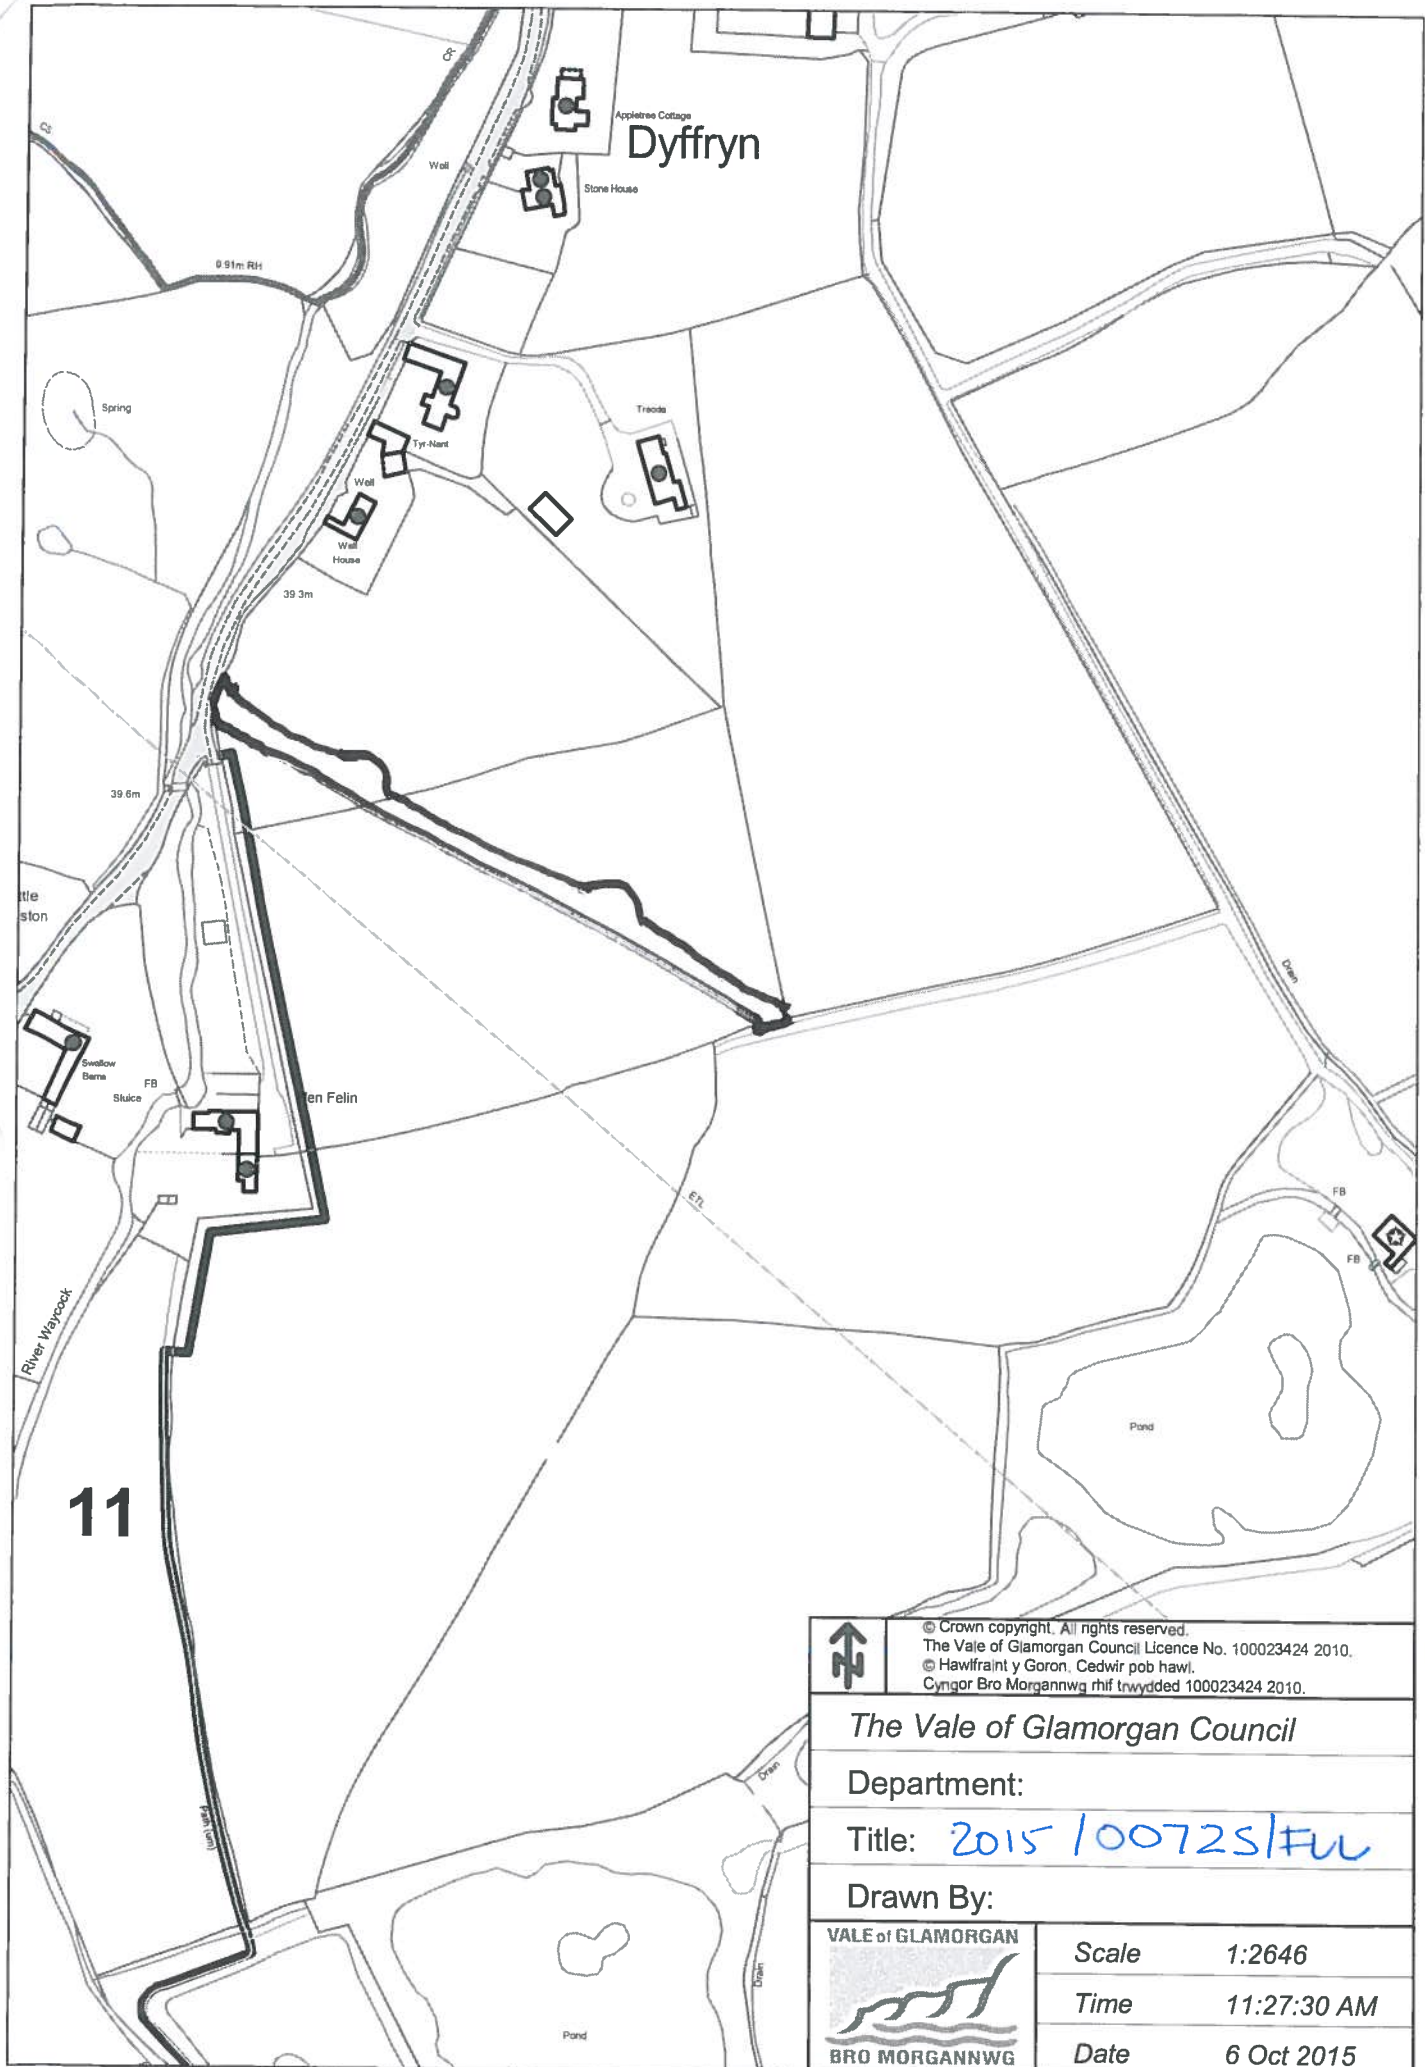 CR
CS
Appletree Cottage
Dyffryn
Well
Stone House
0.91m RH
Spring
Treoda
Tyr-Nant
Well
Well
House
39.3m
39.6m
ttle
ston
Drain
Swallow
Barns
FB
Sluice
en Felin
ETL
FB
FB
River Waycock
Pond
11
Path (um)
Drain
Drain
Pond
© Crown copyright. All rights reserved.
The Vale of Glamorgan Council Licence No. 100023424 2010.
© Hawlfraint y Goron. Cedwir pob hawl.
Cyngor Bro Morgannwg rhif trwydded 100023424 2010.
N
The Vale of Glamorgan Council
Department:
Title: 2015/00725/FUL
Drawn By:
VALE of GLAMORGAN
BRO MORGANNWG
Scale 1:2646
Time 11:27:30 AM
Date 6 Oct 2015